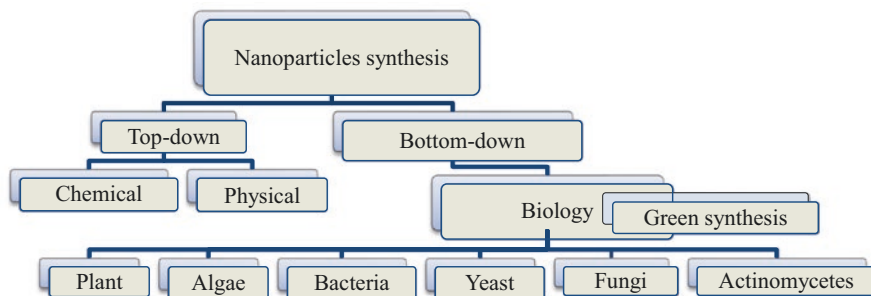 Nanoparticles synthesis
Top-down
Bottom-down
Chemical
Physical
Biology
Green synthesis
Plant
Algae
Bacteria
Yeast
Fungi
Actinomycetes